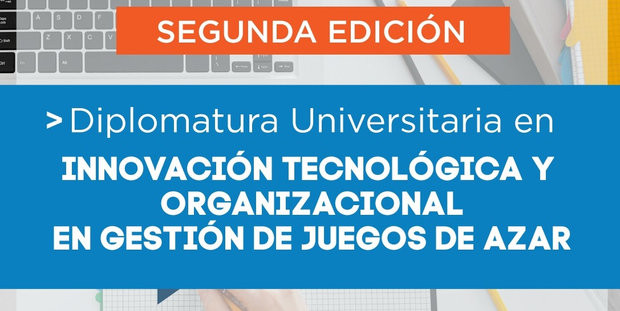 SEGUNDA EDICIÓN
> Diplomatura Universitaria en
INNOVACIÓN TECNOLÓGICA Y
ORGANIZACIONAL
EN GESTIÓN DE JUEGOS DE AZAR